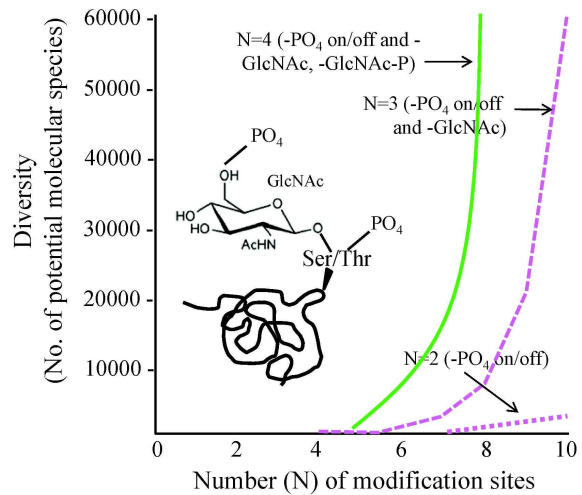 60000
50000
40000
30000
20000
10000
Diversity
(No. of potential molecular species)
N=4 (-PO4 on/off and -
GlcNAc, -GlcNAc-P)
N=3 (-PO4 on/off
and -GlcNAc)
PO4
OH
GlcNAc
HO
O
HO
O
AcHN
PO4
Ser/Thr
N=2 (-PO4 on/off)
0
2
4
6
8
10
Number (N) of modification sites